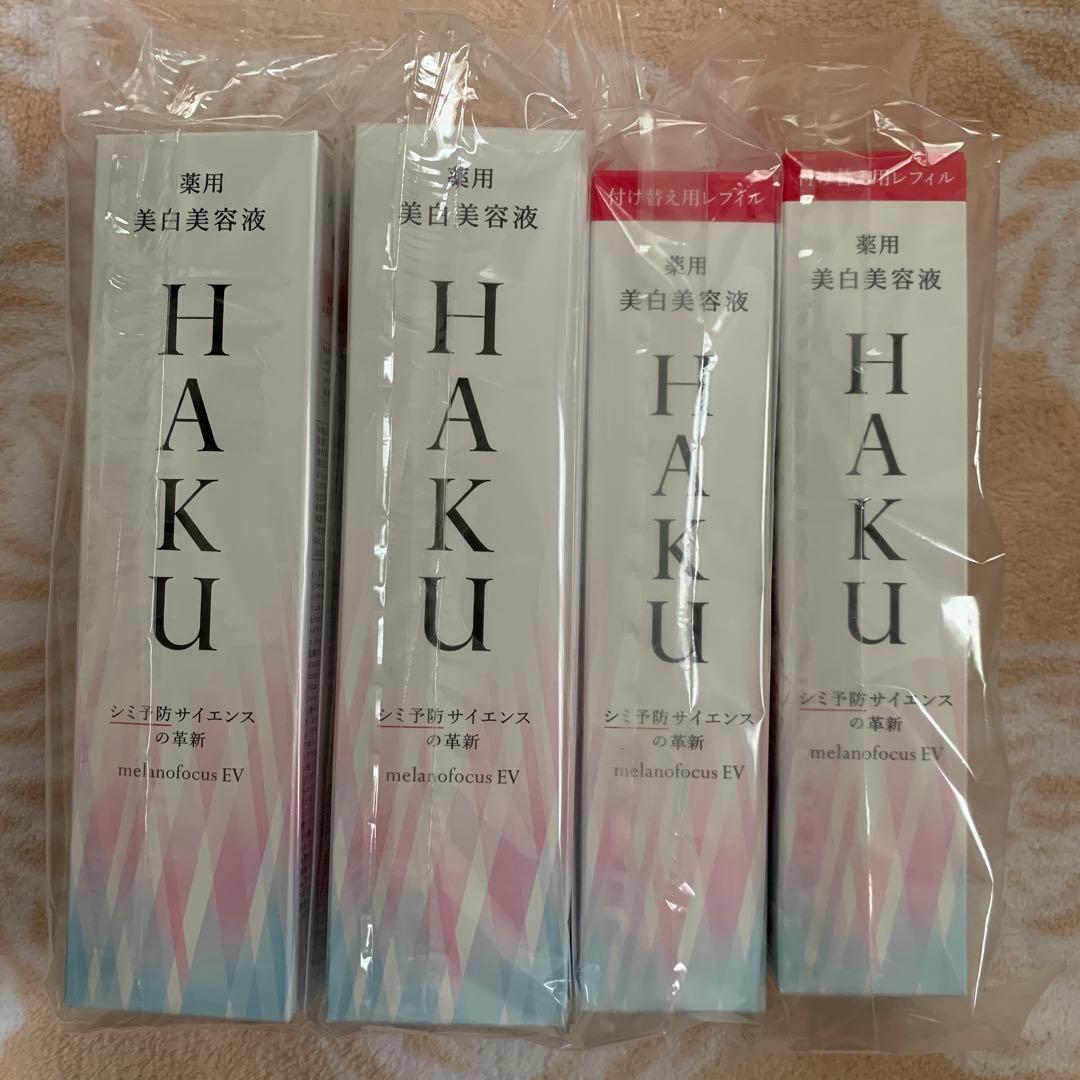 薬用
美白美容液
H
A
K
U
シミ予防サイエンス
の革新
melanofocus EV
薬用
美白美容液
H
A
K
U
シミ予防サイエンス
の革新
melanofocus EV
付け替え用レフィル
薬用
美白美容液
H
A
K
U
シミ予防サイエンス
の革新
melanofocus EV
付け替え用レフィル
薬用
美白美容液
H
A
K
U
シミ予防サイエンス
の革新
melanofocus EV